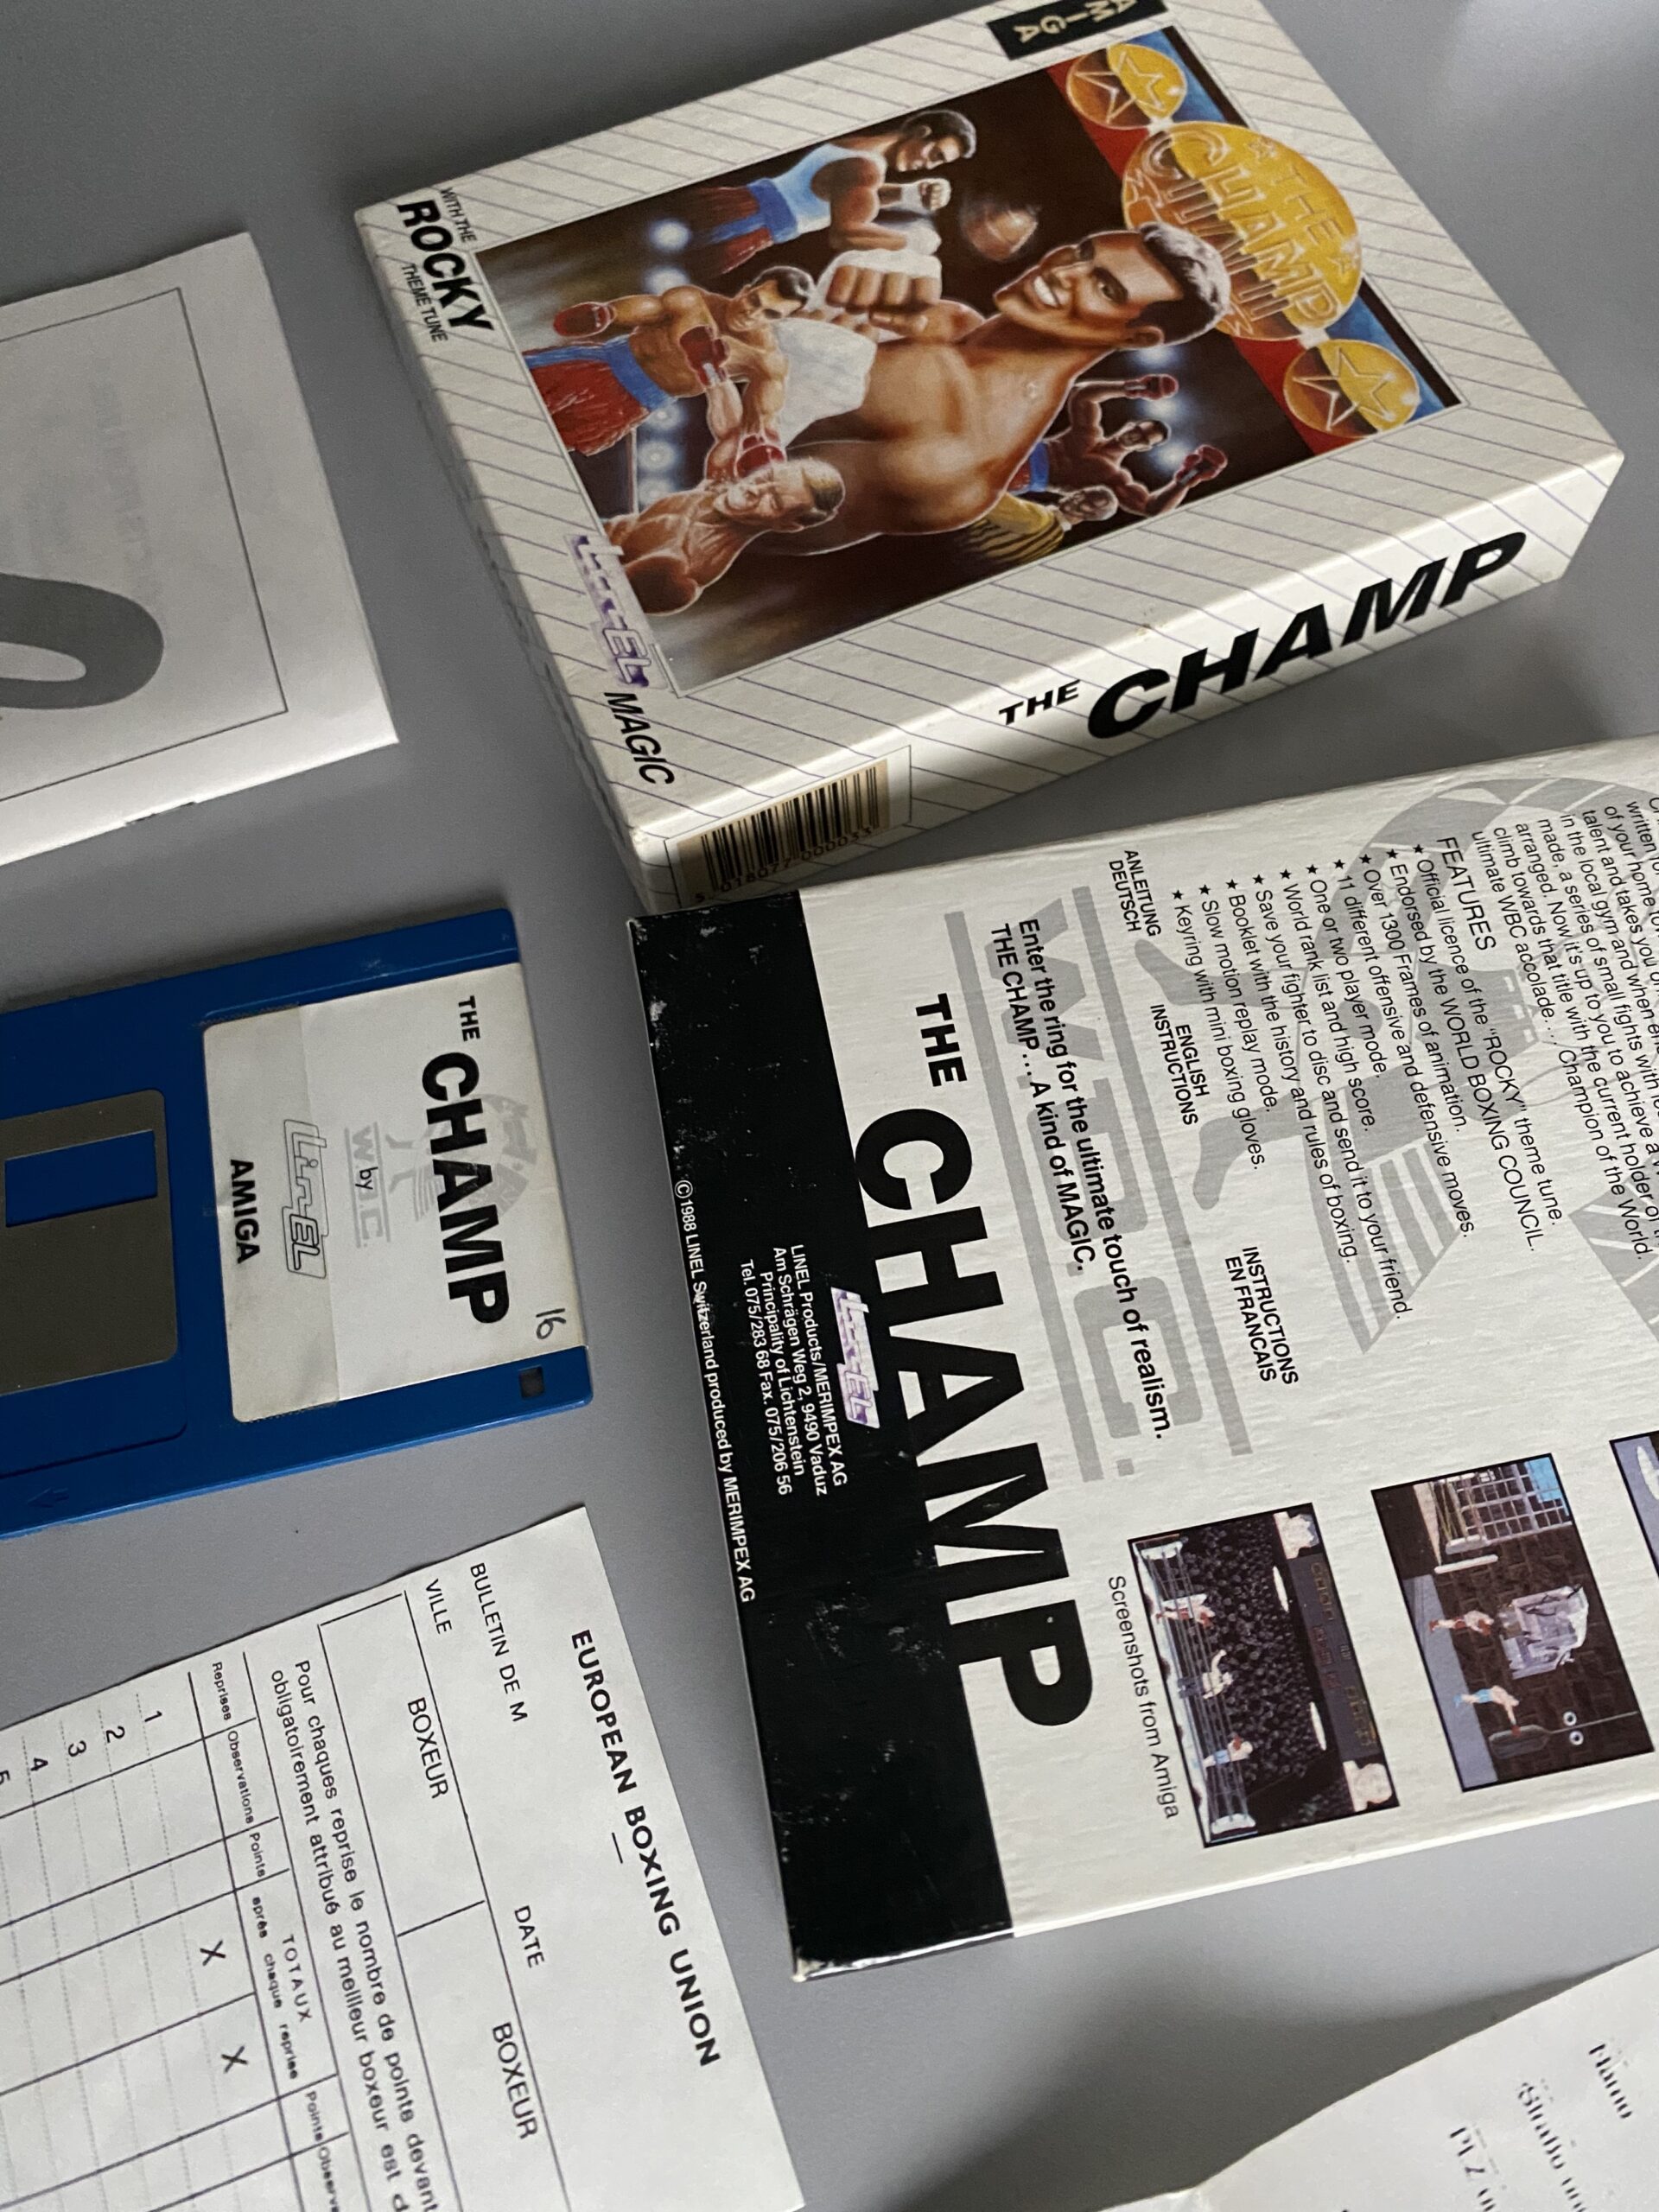 AMIGA
THE
CHAMP
WITH THE
ROCKY
THEME TUNE
LinEL MAGIC
THE CHAMP
5 018077 000033
written
of your home
talent and takes you
in the local gym and when
made, a series of small fights with
arranged. Now it's up to you to achieve a
climb towards that title with the current holder of
ultimate WBC accolade... Champion of the World.
FEATURES
★ Official licence of the "ROCKY" theme tune.
★ Endorsed by the WORLD BOXING COUNCIL.
★ Over 1300 Frames of animation.
★ 11 different offensive and defensive moves.
★ One or two player mode.
★ World rank list and high score.
★ Save your fighter to disc and send it to your friend.
★ Booklet with the history and rules of boxing.
★ Slow motion replay mode.
★ Keyring with mini boxing gloves.
ANLEITUNG
DEUTSCH
ENGLISH
INSTRUCTIONS
INSTRUCTIONS
EN FRANCAIS
W.B.C.
Enter the ring for the ultimate touch of realism.
THE CHAMP... A kind of MAGIC.
THE CHAMP
Screenshots from Amiga
LinEL
LINEL Products/MERIMPEX AG
Am Schrägen Weg 2, 9490 Vaduz
Principality of Lichtenstein
Tel. 075/283 68 Fax. 075/206 56
©1988 LINEL Switzerland produced by MERIMPEX AG
16
THE CHAMP
W.B.C.
by
LinEL
AMIGA
EUROPEAN BOXING UNION
BULLETIN DE M
DATE
VILLE
BOXEUR
BOXEUR
Pour chaques reprise le nombre de points devant
obligatoirement attribué au meilleur boxeur est d
Reprises
Observations
Points
TOTAUX
après chaque reprise
Points
Observ
1
X
X
2
3
4
5